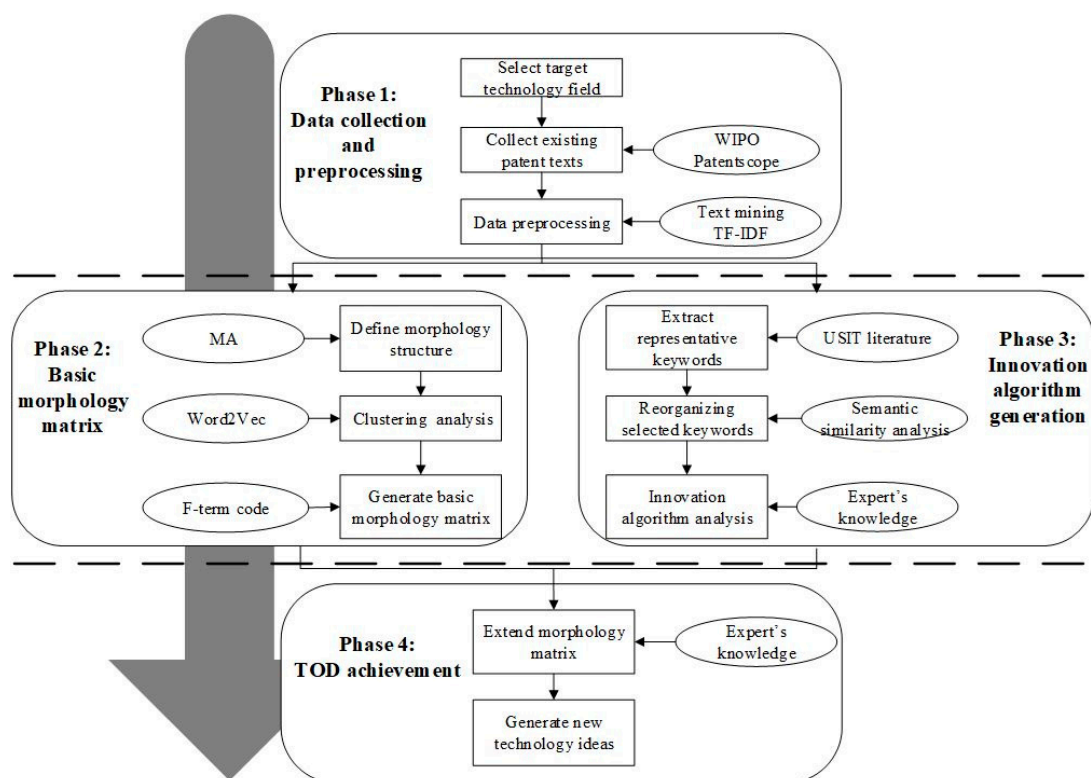 Phase 1:
Data collection
and
preprocessing
Select target
technology field
Collect existing
patent texts
WIPO
Patentscope
Data preprocessing
Text mining
TF-IDF
Phase 2:
Basic
morphology
matrix
MA
Define morphology
structure
Word2Vec
Clustering analysis
F-term code
Generate basic
morphology matrix
Extract
representative
keywords
USIT literature
Reorganizing
selected keywords
Semantic
similarity analysis
Innovation
algorithm analysis
Expert's
knowledge
Phase 3:
Innovation
algorithm
generation
Phase 4:
TOD achievement
Extend morphology
matrix
Expert's
knowledge
Generate new
technology ideas